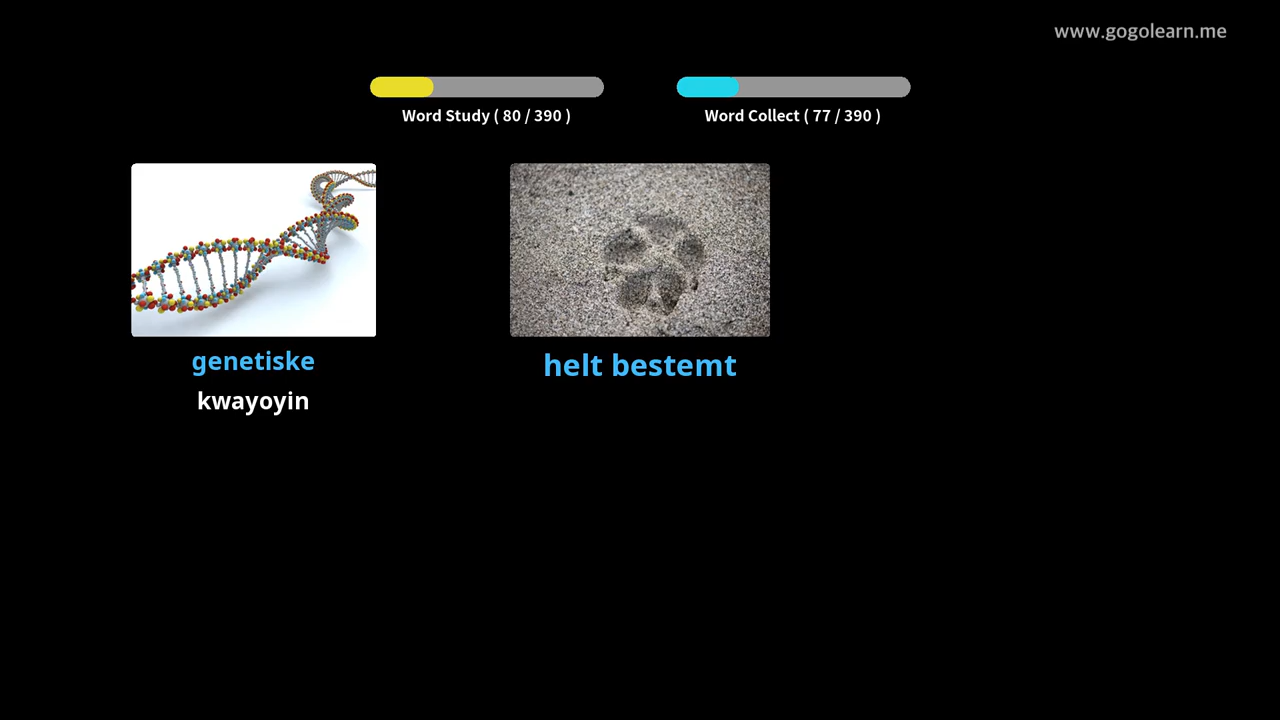 www.gogolearn.me
Word Study ( 80 / 390 )
Word Collect ( 77 / 390 )
genetiske
kwayoyin
helt bestemt